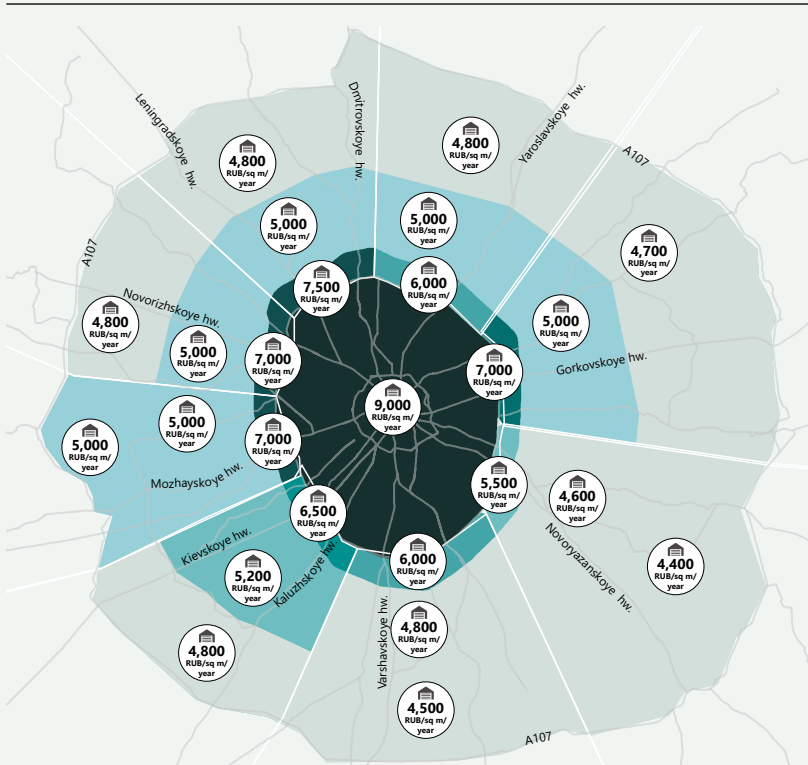 Leningradskoye hw.
Dmitrovskoye hw.
Yaroslavskoye hw.
4,800
RUB/sq m/
year
4,800
RUB/sq m/
year
A107
5,000
RUB/sq m/
year
5,000
RUB/sq m/
year
4,700
RUB/sq m/
year
A107
7,500
RUB/sq m/
year
6,000
RUB/sq m/
year
Novorizhskoye hw.
4,800
RUB/sq m/
year
5,000
RUB/sq m/
year
5,000
RUB/sq m/
year
7,000
RUB/sq m/
year
7,000
RUB/sq m/
year
Gorkovskoye hw.
9,000
RUB/sq m/
year
5,000
RUB/sq m/
year
5,000
RUB/sq m/
year
7,000
RUB/sq m/
year
Mozhayskoye hw.
5,500
RUB/sq m/
year
4,600
RUB/sq m/
year
6,500
RUB/sq m/
year
Kievskoye hw.
Kaluzhskoye hw.
Novoryazanskoye hw.
6,000
RUB/sq m/
year
4,400
RUB/sq m/
year
5,200
RUB/sq m/
year
Varshavskoye hw.
4,800
RUB/sq m/
year
4,800
RUB/sq m/
year
4,500
RUB/sq m/
year
A107